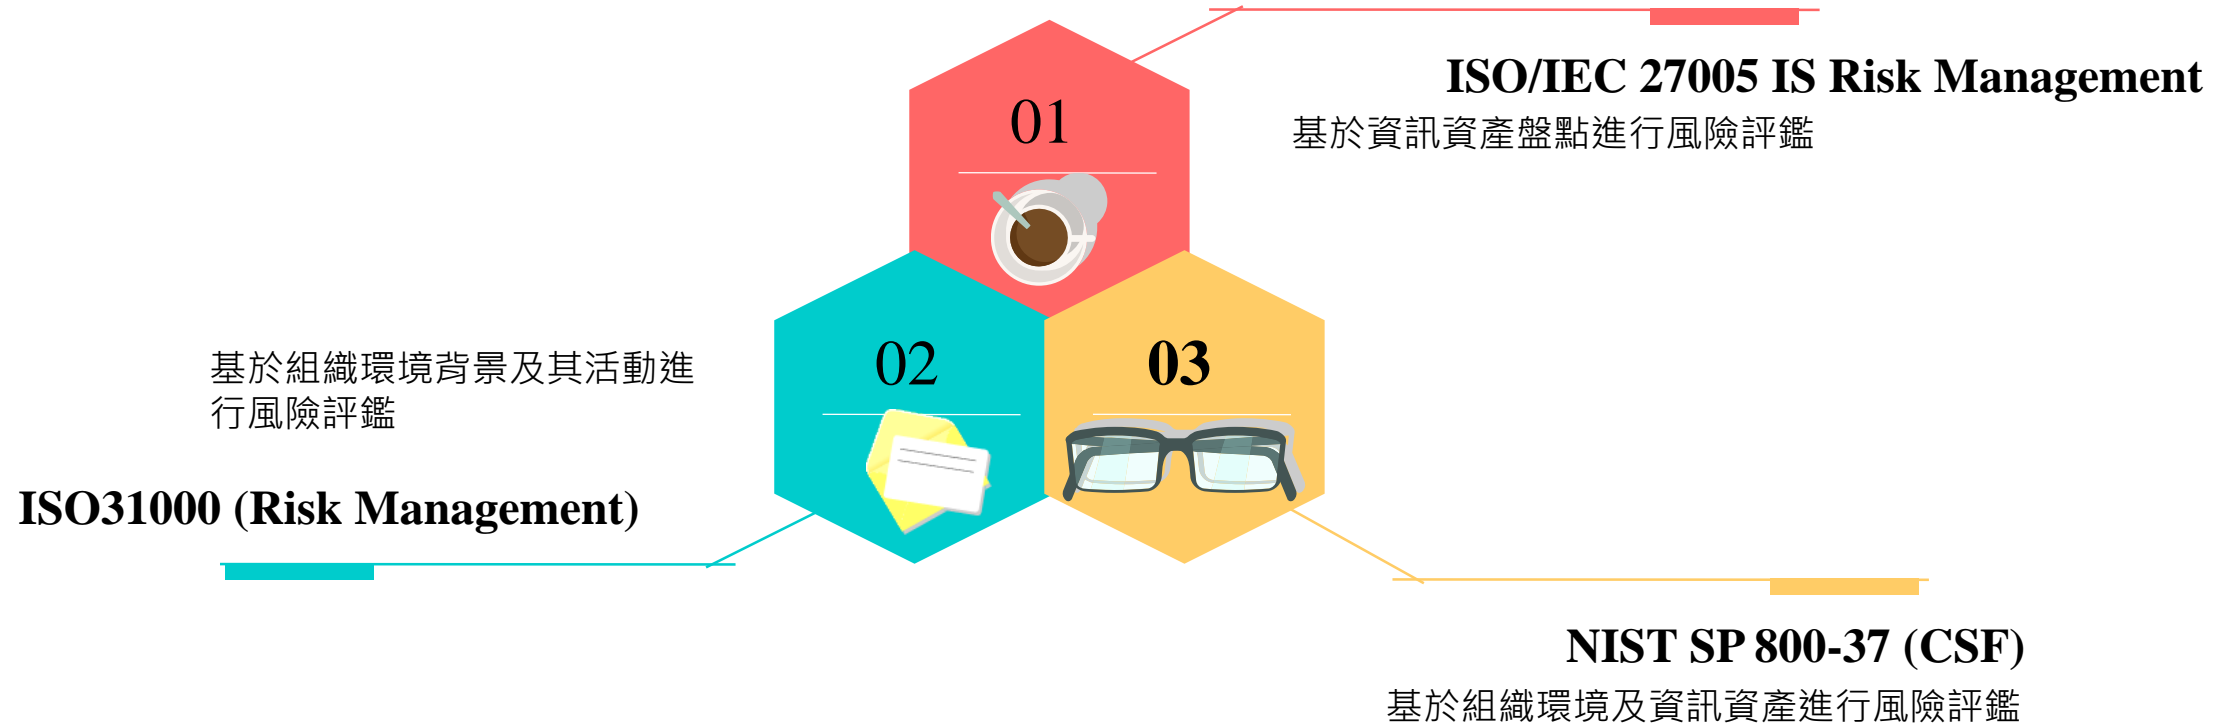 01
ISO/IEC 27005 IS Risk Management
基於資訊資產盤點進行風險評鑑
02
基於組織環境背景及其活動進
行風險評鑑
ISO31000 (Risk Management)
03
NIST SP 800-37 (CSF)
基於組織環境及資訊資產進行風險評鑑